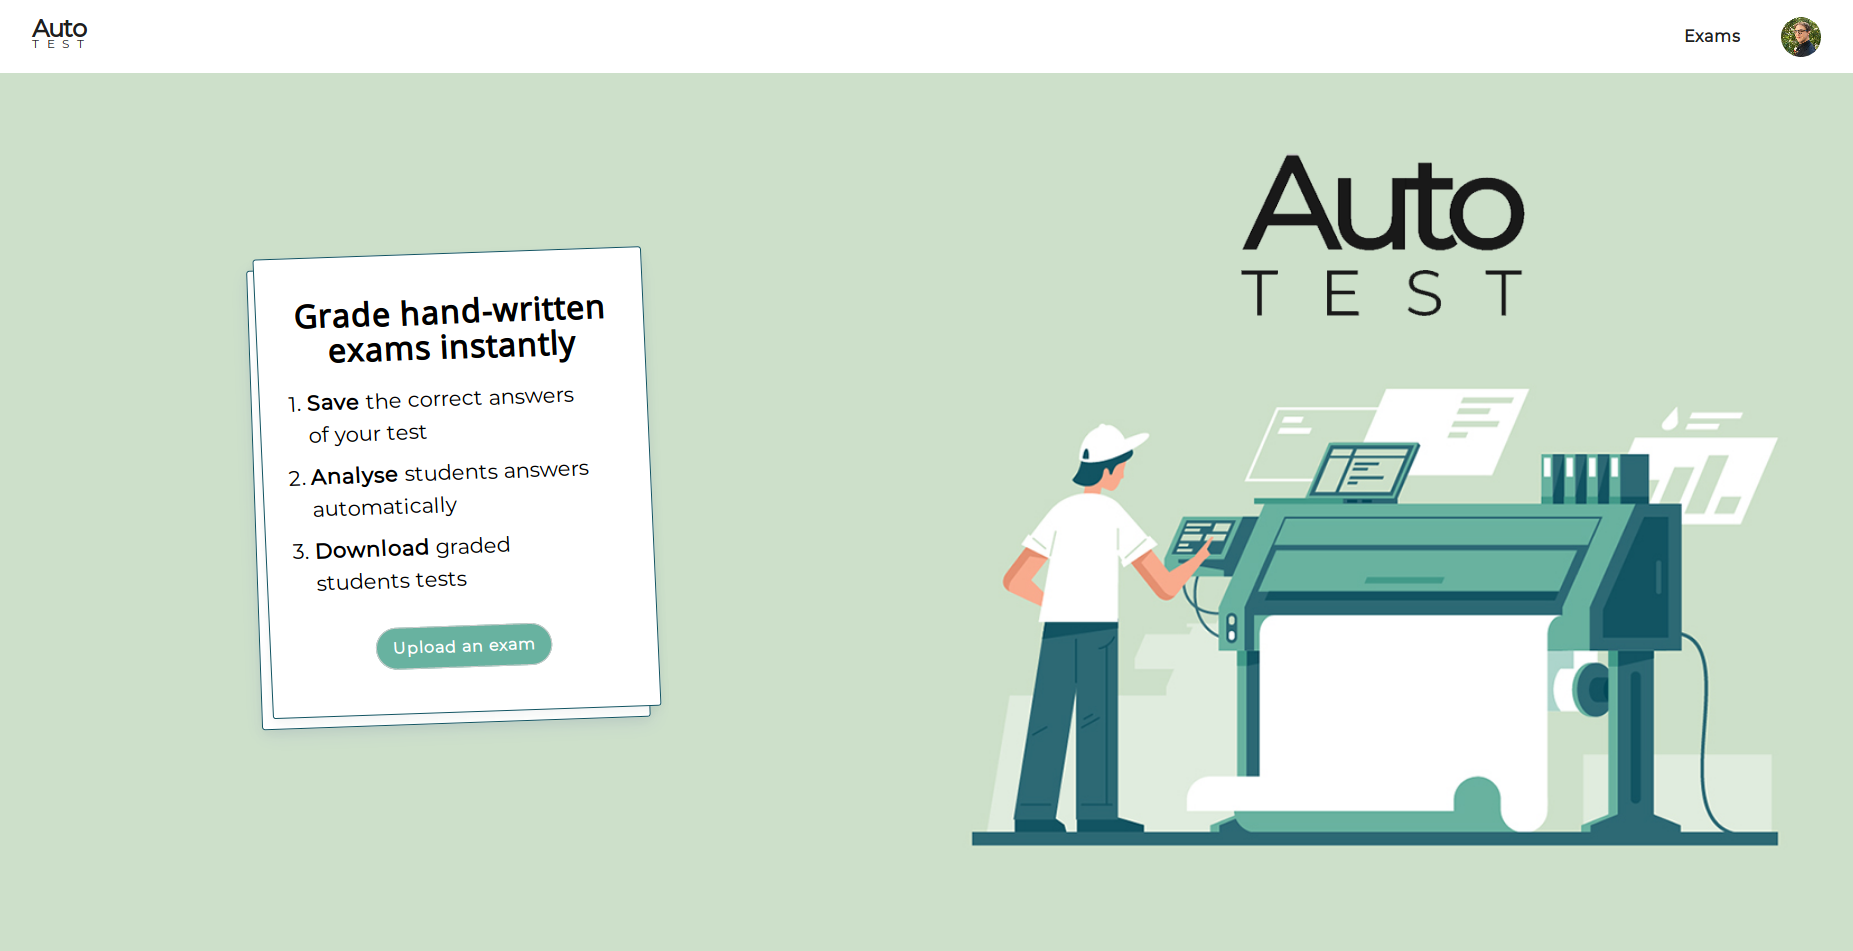 Auto
TEST
Exams
Auto
TEST
Grade hand-written
exams instantly
1. Save the correct answers
of your test
2. Analyse students answers
automatically
3. Download graded
students tests
Upload an exam